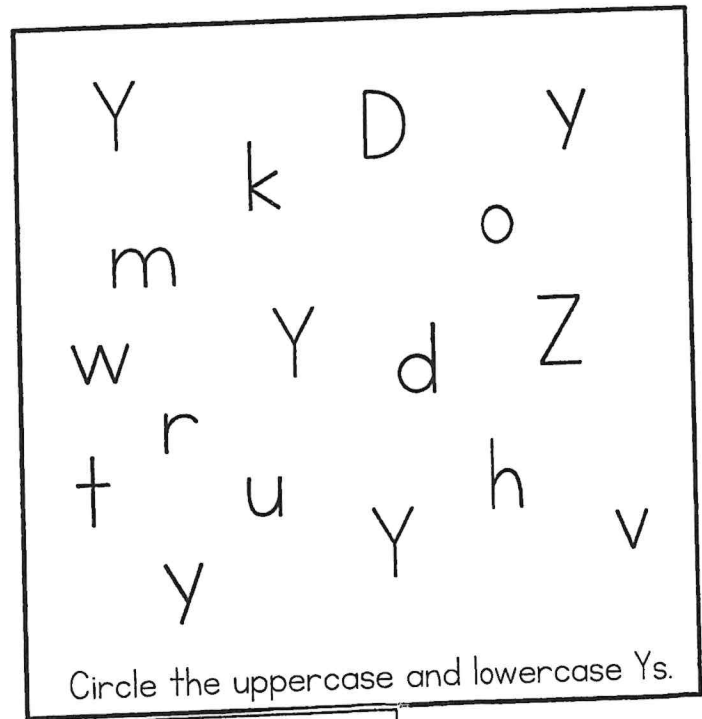 Y D y
k
o
m
Y Z
w d
r
t u h
Y v
y
Circle the uppercase and lowercase Ys.